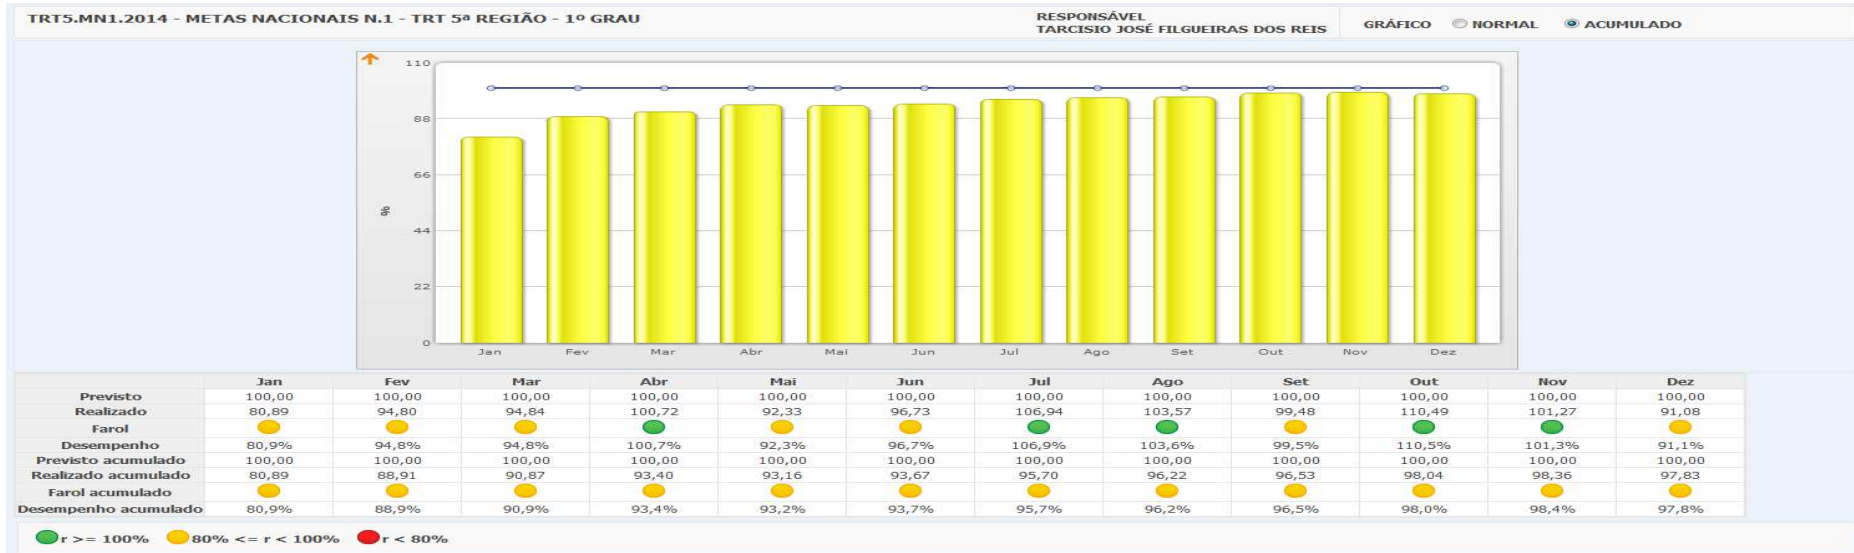 TRT5.MN1.2014 - METAS NACIONAIS N.1 - TRT 5ª REGIÃO - 1º GRAU
RESPONSÁVEL
TARCISIO JOSÉ FILGUEIRAS DOS REIS
GRÁFICO NORMAL ACUMULADO
110
88
66
44
22
0
%
Jan Fev Mar Abr Mai Jun Jul Ago Set Out Nov Dez
Jan Fev Mar Abr Mai Jun Jul Ago Set Out Nov Dez
Previsto 100,00 100,00 100,00 100,00 100,00 100,00 100,00 100,00 100,00 100,00 100,00 100,00
Realizado 80,89 94,80 94,84 100,72 92,33 96,73 106,94 103,57 99,48 110,49 101,27 91,08
Farol
Desempenho 80,9% 94,8% 94,8% 100,7% 92,3% 96,7% 106,9% 103,6% 99,5% 110,5% 101,3% 91,1%
Previsto acumulado 100,00 100,00 100,00 100,00 100,00 100,00 100,00 100,00 100,00 100,00 100,00 100,00
Realizado acumulado 80,89 88,91 90,87 93,40 93,16 93,67 95,70 96,22 96,53 98,04 98,36 97,83
Farol acumulado
Desempenho acumulado 80,9% 88,9% 90,9% 93,4% 93,2% 93,7% 95,7% 96,2% 96,5% 98,0% 98,4% 97,8%
r >= 100% 80% <= r < 100% r < 80%